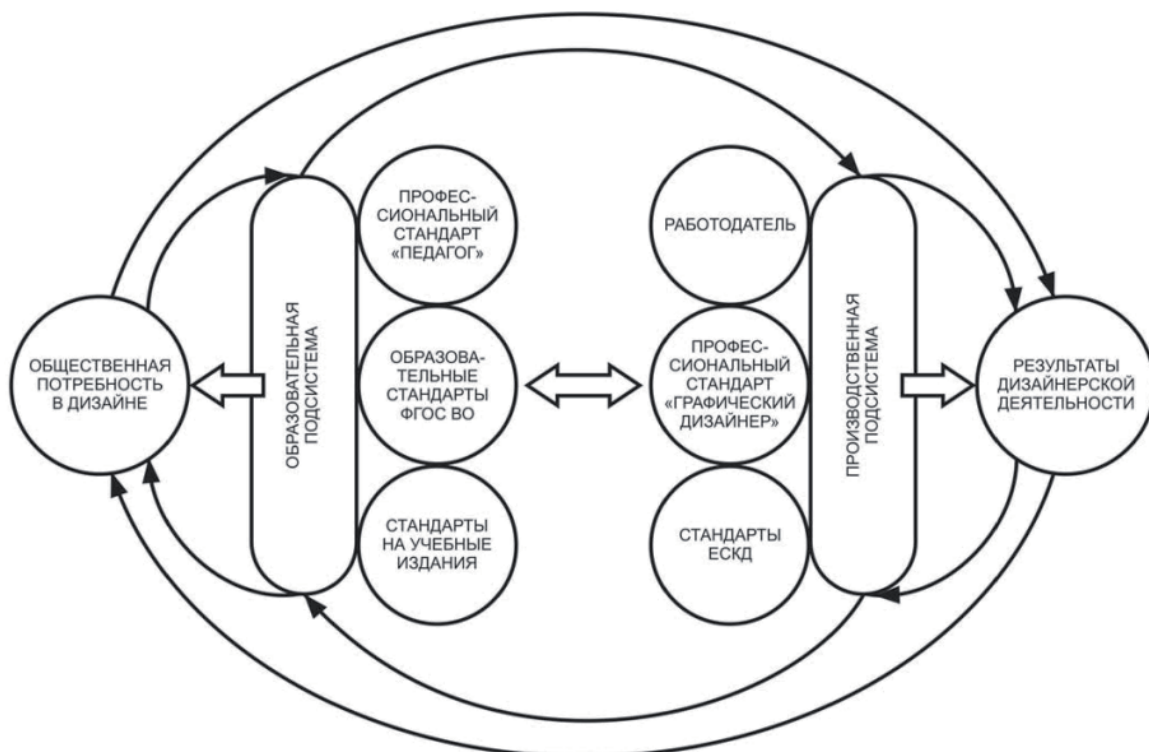 ОБЩЕСТВЕННАЯ
ПОТРЕБНОСТЬ
В ДИЗАЙНЕ
ОБРАЗОВАТЕЛЬНАЯ
ПОДСИСТЕМА
ПРОФЕС-
СИОНАЛЬНЫЙ
СТАНДАРТ
«ПЕДАГОГ»
ОБРАЗОВА-
ТЕЛЬНЫЕ
СТАНДАРТЫ
ФГОС ВО
СТАНДАРТЫ
НА УЧЕБНЫЕ
ИЗДАНИЯ
РАБОТОДАТЕЛЬ
ПРОФЕС-
СИОНАЛЬНЫЙ
СТАНДАРТ
«ГРАФИЧЕСКИЙ
ДИЗАЙНЕР»
СТАНДАРТЫ
ЕСКД
ПРОИЗВОДСТВЕННАЯ
ПОДСИСТЕМА
РЕЗУЛЬТАТЫ
ДИЗАЙНЕРСКОЙ
ДЕЯТЕЛЬНОСТИ